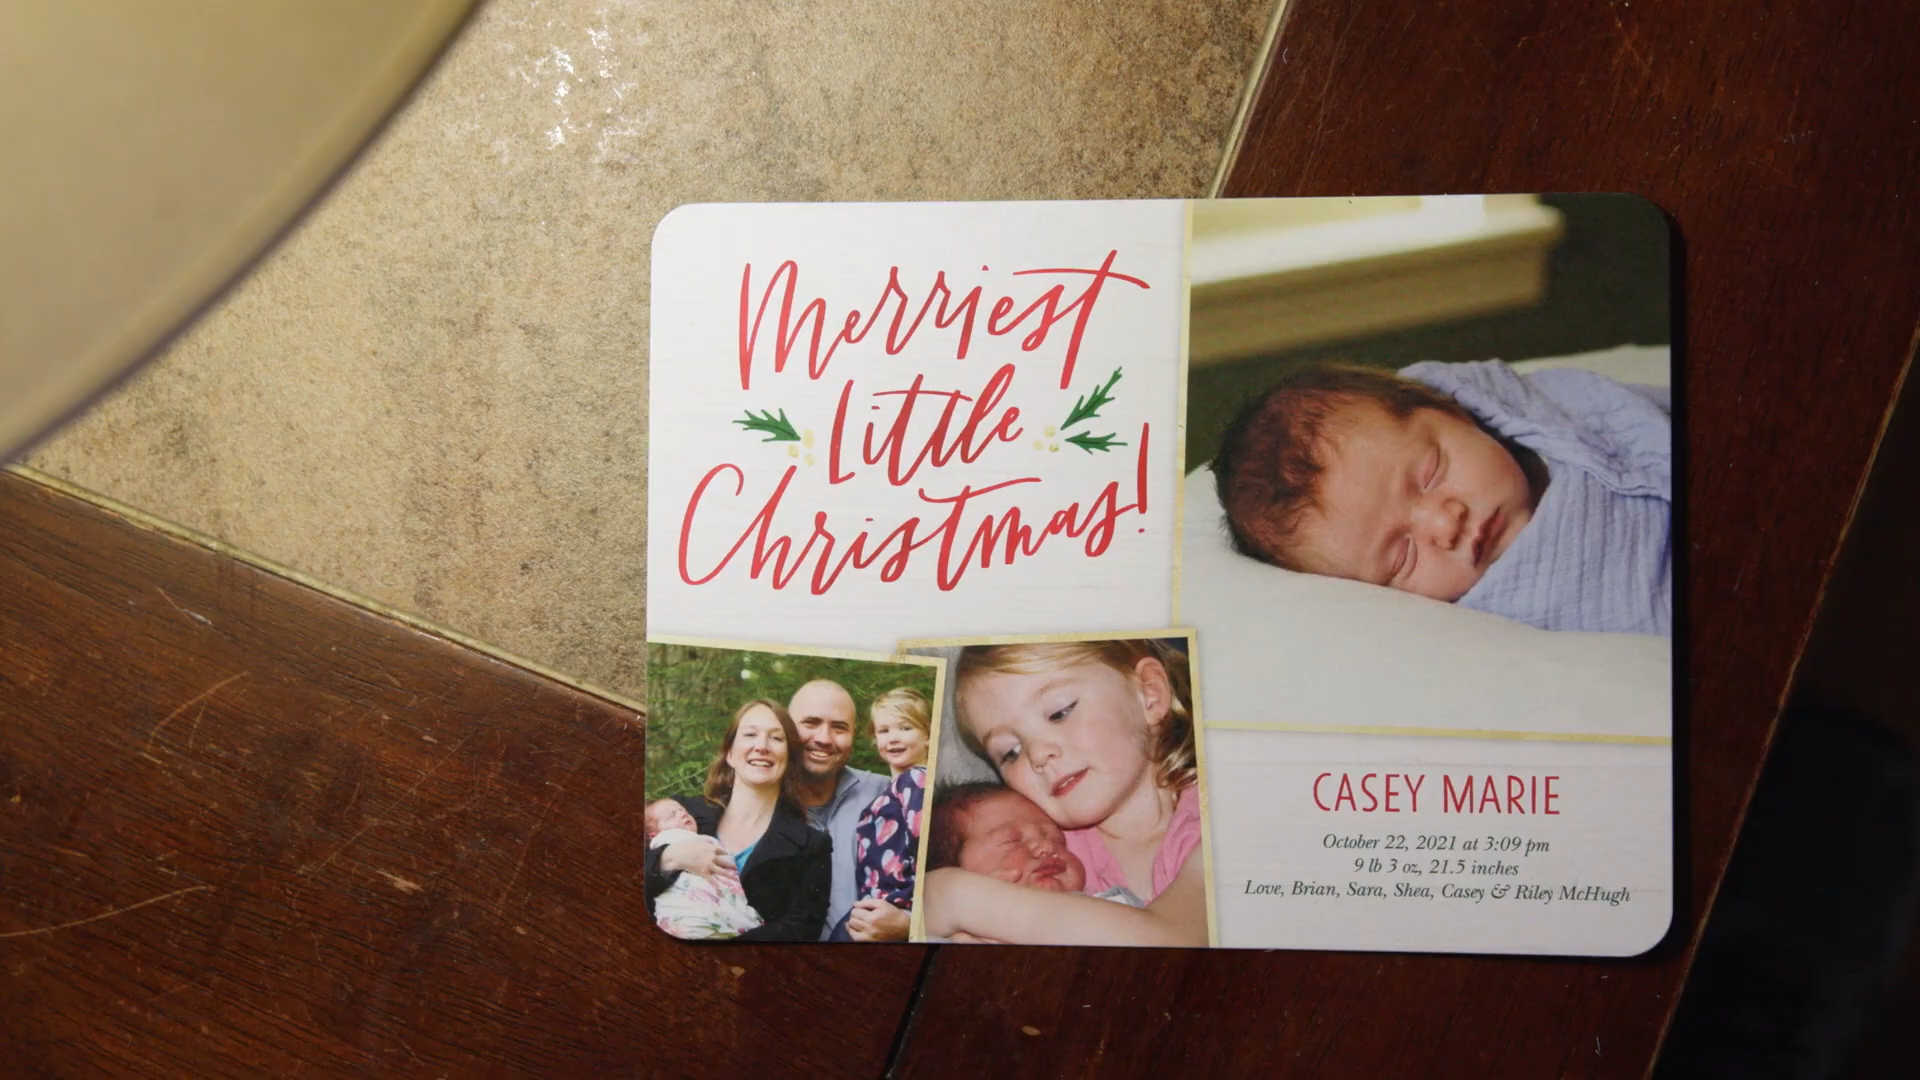 Merriest
Little
Christmas!
CASEY MARIE
October 22, 2021 at 3:09 pm
9 lb 3 oz, 21.5 inches
Love, Brian, Sara, Shea, Casey & Riley McHugh